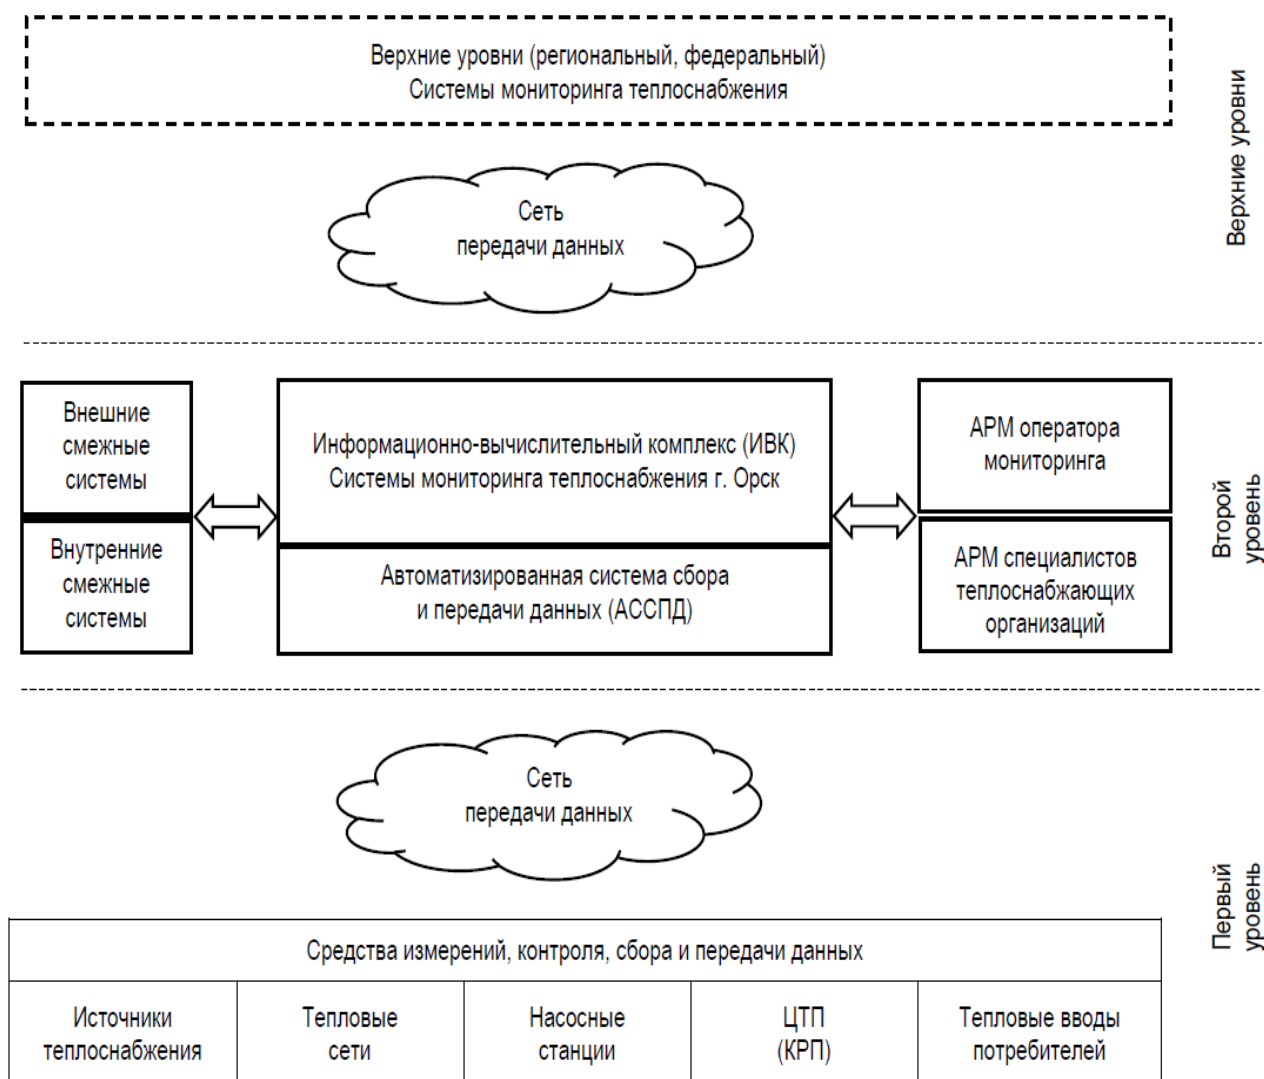 Верхние уровни (региональный, федеральный)
Системы мониторинга теплоснабжения
Верхние уровни
Сеть
передачи данных
Внешние
смежные
системы
Внутренние
смежные
системы
Информационно-вычислительный комплекс (ИВК)
Системы мониторинга теплоснабжения г. Орск
Автоматизированная система сбора
и передачи данных (АССПД)
АРМ оператора
мониторинга
АРМ специалистов
теплоснабжающих
организаций
Второй
уровень
Сеть
передачи данных
Первый
уровень
Средства измерений, контроля, сбора и передачи данных
Источники
теплоснабжения
Тепловые
сети
Насосные
станции
ЦТП
(КРП)
Тепловые вводы
потребителей